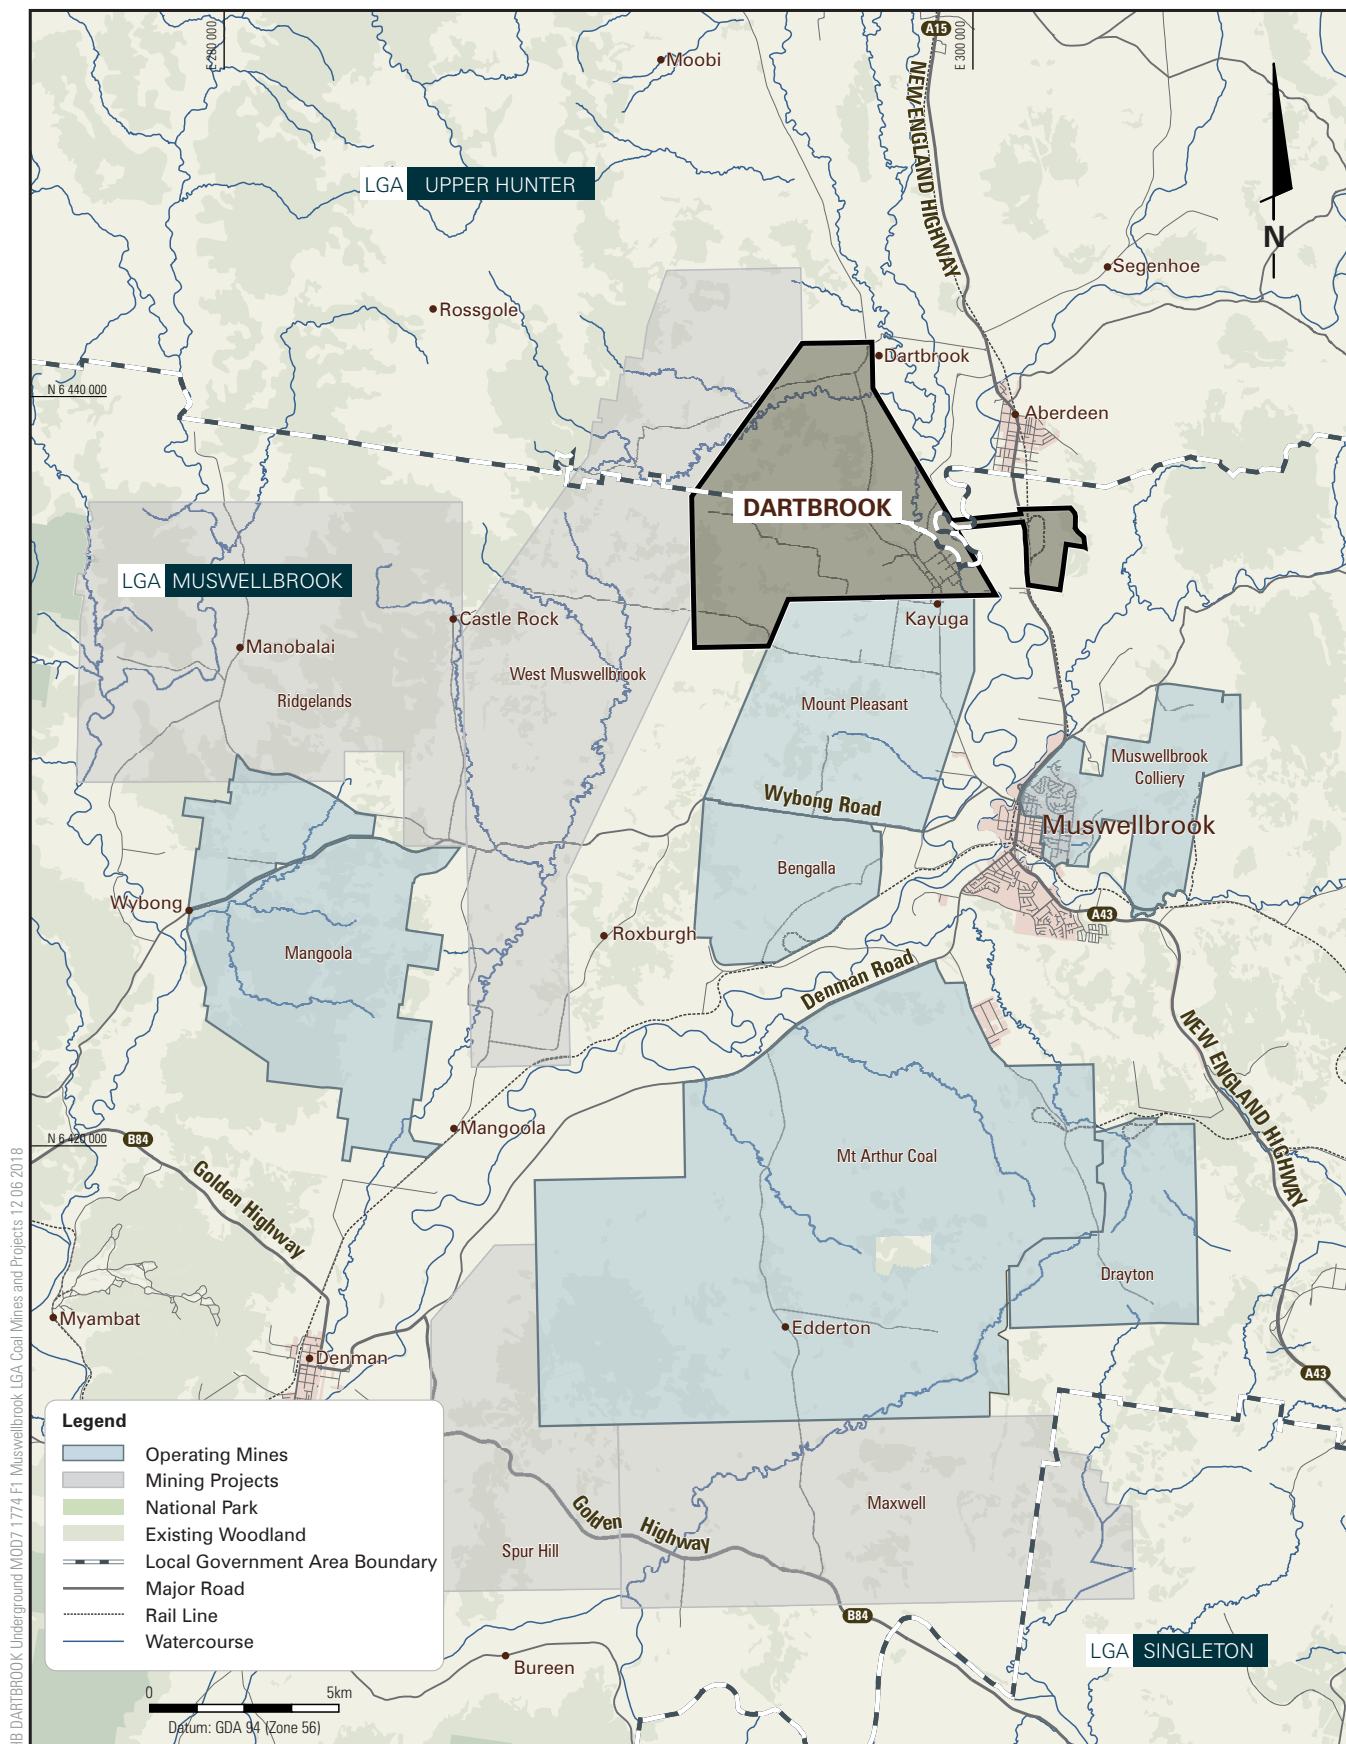 A15
E 280 000
E 300 000
Moobi
NEW ENGLAND HIGHWAY
LGA UPPER HUNTER
N
Segenhoe
Rossgole
Dartbrook
N 6 440 000
Aberdeen
DARTBROOK
LGA MUSWELLBROOK
Castle Rock
Kayuga
Manobalai
West Muswellbrook
Ridgelands
Mount Pleasant
Muswellbrook
Colliery
Wybong Road
Muswellbrook
Bengalla
Wybong
A43
Roxburgh
Mangoola
Denman Road
NEW ENGLAND HIGHWAY
Mangoola
N 6 420 000
B84
Mt Arthur Coal
Golden Highway
Drayton
Myambat
Edderton
Denman
A43
Legend
Operating Mines
Mining Projects
National Park
Existing Woodland
Local Government Area Boundary
Major Road
Rail Line
Watercourse
Golden Highway
Maxwell
Spur Hill
B84
LGA SINGLETON
Bureen
0 5km
Datum: GDA 94 (Zone 56)
HB DARTBROOK Underground MOD7 1774 F1 Muswellbrook LGA Coal Mines and Projects 12 06 2018